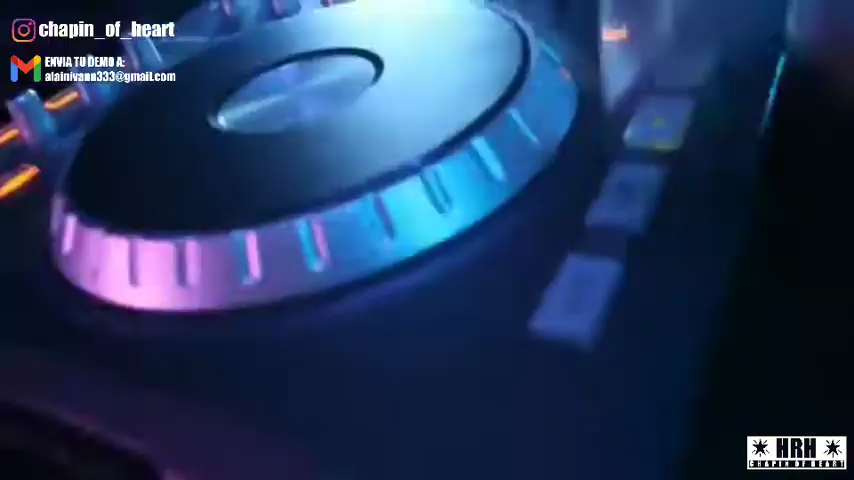 chapin_of_heart
ENVIA TU DEMO A:
alainivann333@gmail.com
HRH
CHAPIN OF HEART